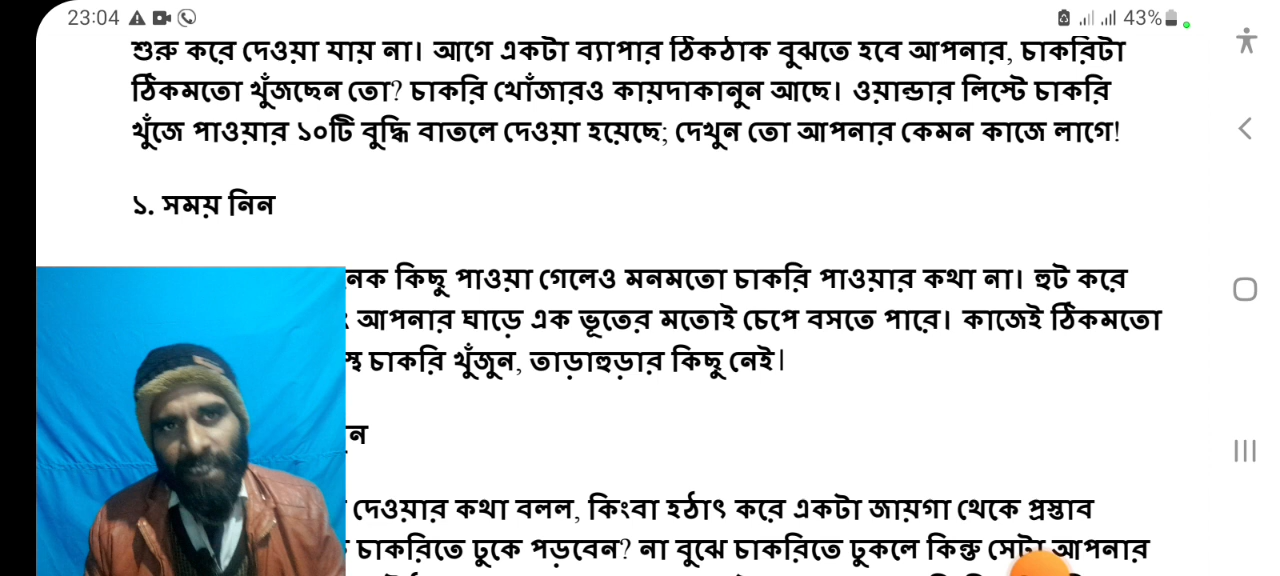 23:04
43%
শুরু করে দেওয়া যায় না। আগে একটা ব্যাপার ঠিকঠাক বুঝতে হবে আপনার, চাকরিটা
ঠিকমতো খুঁজছেন তো? চাকরি খোঁজারও কায়দাকানুন আছে। ওয়ান্ডার লিস্টে চাকরি
খুঁজে পাওয়ার ১০টি বুদ্ধি বাতলে দেওয়া হয়েছে; দেখুন তো আপনার কেমন কাজে লাগে!
১. সময় নিন
কিছু পাওয়া গেলেও মনমতো চাকরি পাওয়ার কথা না। হুট করে
আপনার ঘাড়ে এক ভূতের মতোই চেপে বসতে পারে। কাজেই ঠিকমতো
চাকরি খুঁজুন, তাড়াহুড়ার কিছু নেই।
দেওয়ার কথা বলল, কিংবা হঠাৎ করে একটা জায়গা থেকে প্রস্তাব
চাকরিতে ঢুকে পড়বেন? না বুঝে চাকরিতে ঢুকলে কিন্তু সেটা আপনার